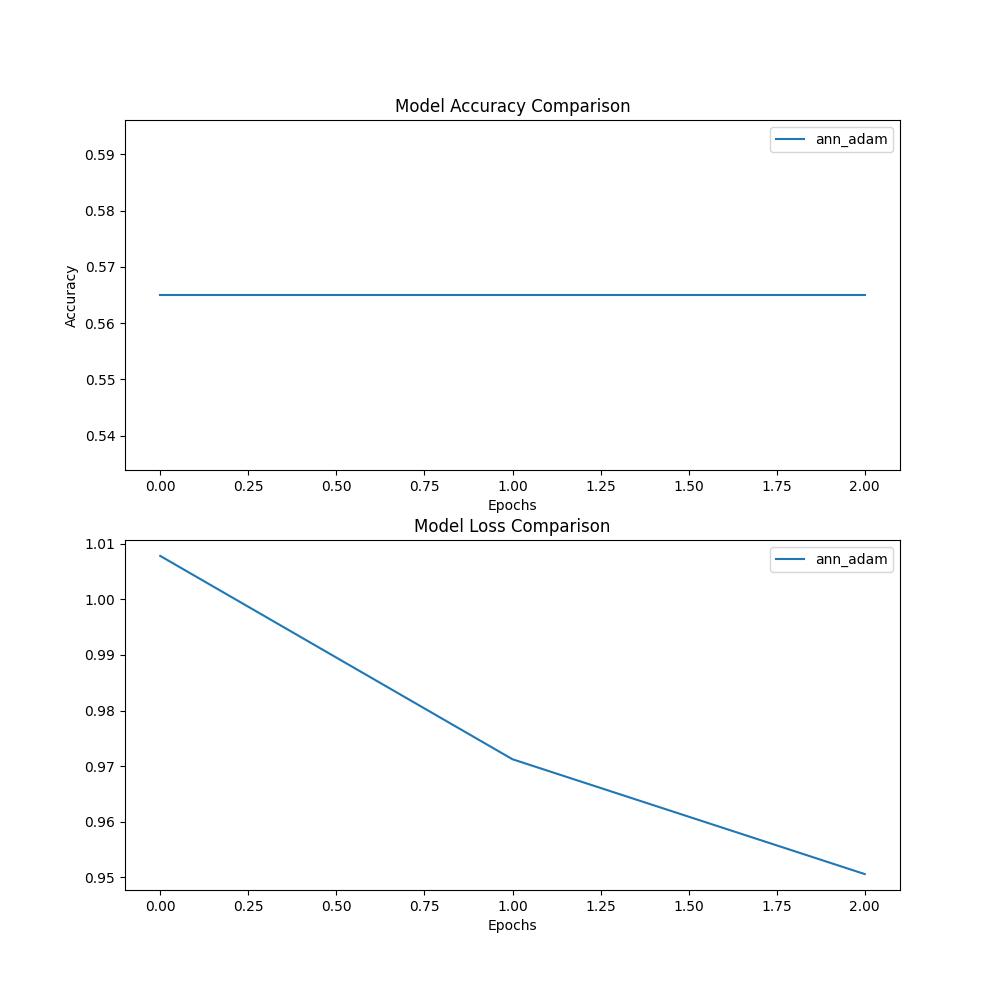 Model Accuracy Comparison
ann_adam
0.59
0.58
0.57
0.56
0.55
0.54
Accuracy
0.00 0.25 0.50 0.75 1.00 1.25 1.50 1.75 2.00
Epochs
Model Loss Comparison
ann_adam
1.01
1.00
0.99
0.98
0.97
0.96
0.95
0.00 0.25 0.50 0.75 1.00 1.25 1.50 1.75 2.00
Epochs